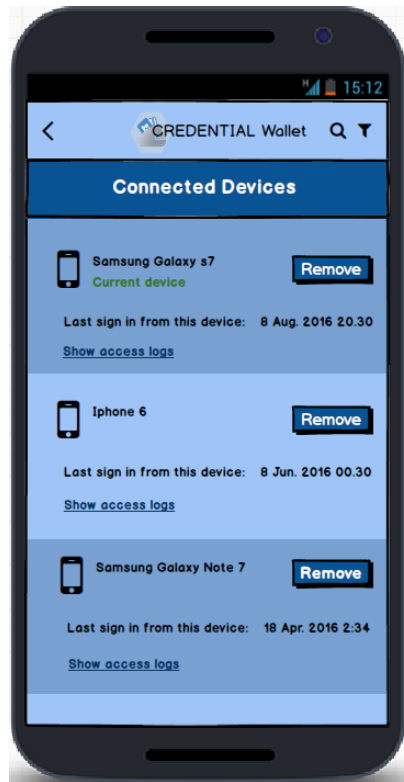 H 15:12
CREDENTIAL Wallet
Connected Devices
Samsung Galaxy s7
Remove
Current device
Last sign in from this device: 8 Aug. 2016 20.30
Show access logs
Iphone 6
Remove
Last sign in from this device: 8 Jun. 2016 00.30
Show access logs
Samsung Galaxy Note 7
Remove
Last sign in from this device: 18 Apr. 2016 2:34
Show access logs